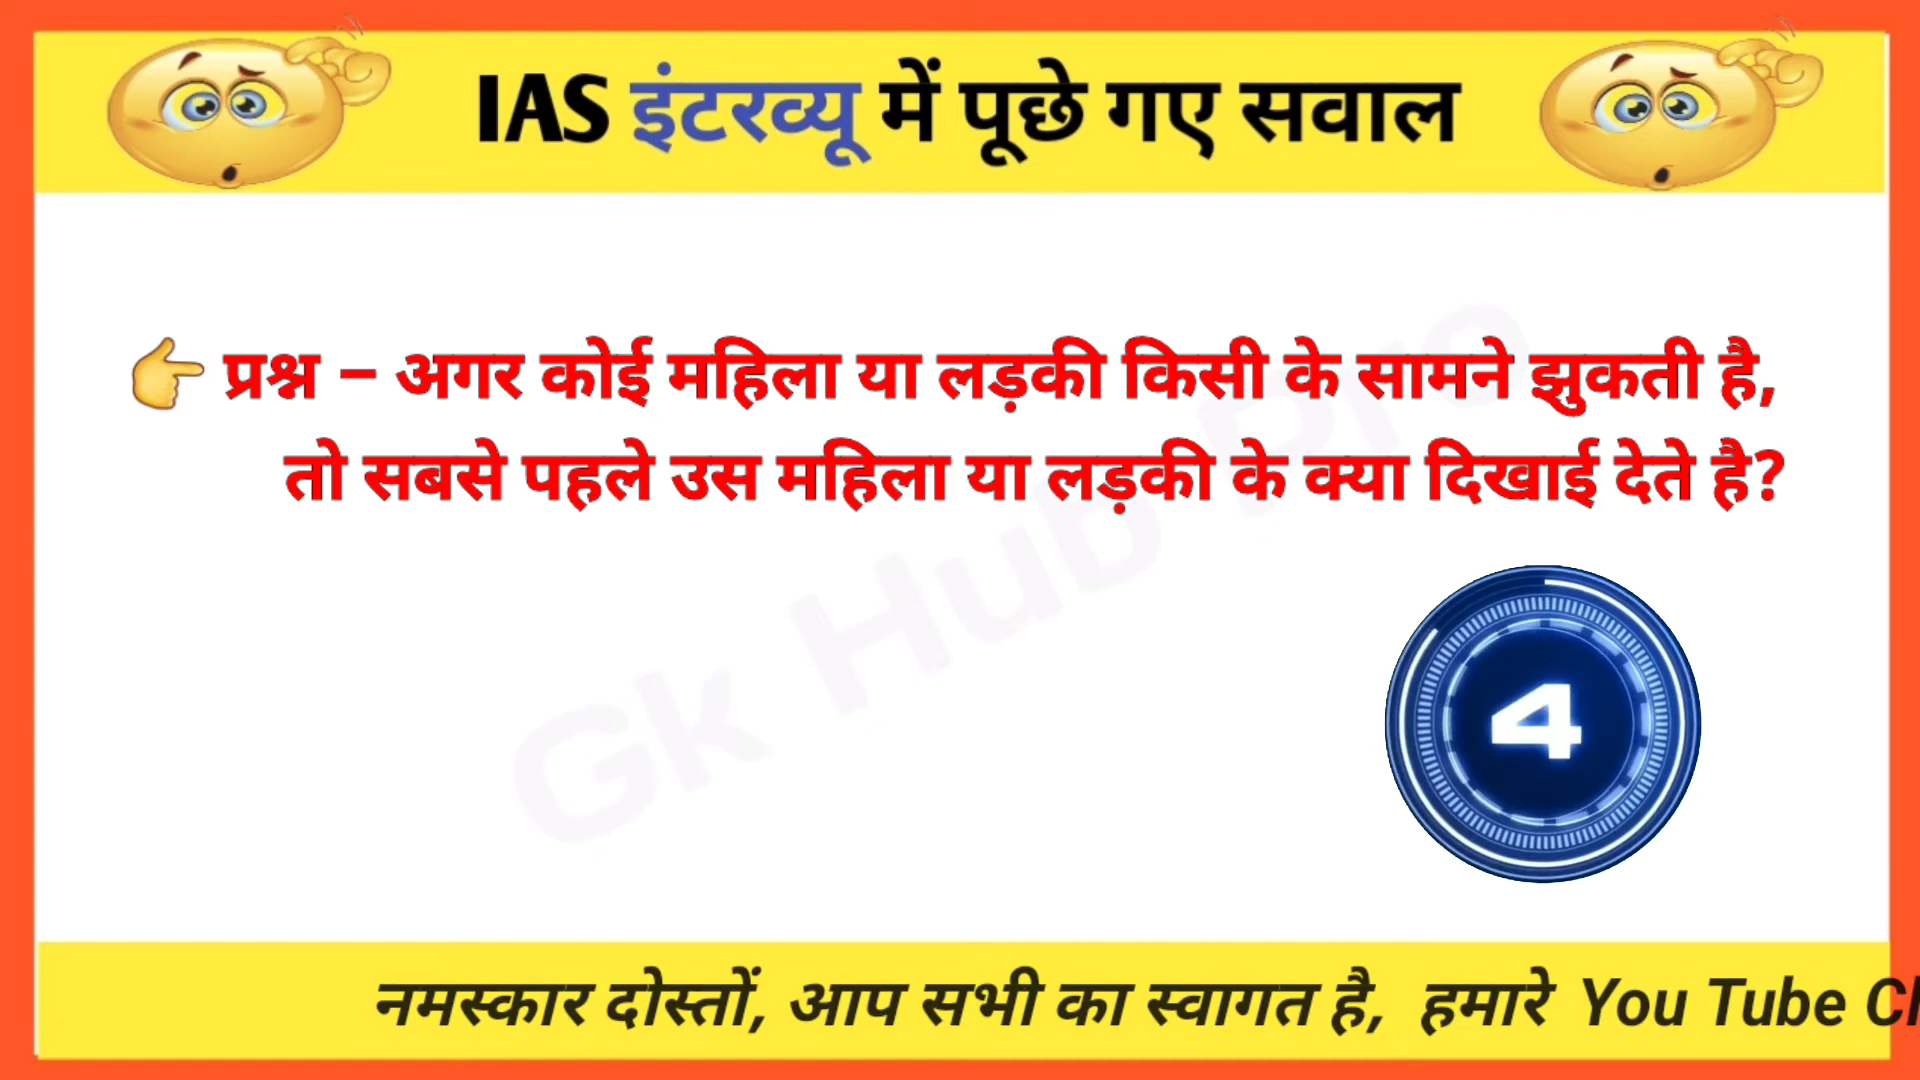 IAS इंटरव्यू में पूछे गए सवाल
👉 प्रश्न – अगर कोई महिला या लड़की किसी के सामने झुकती है,
तो सबसे पहले उस महिला या लड़की के क्या दिखाई देते है?
Gk Hub Pro
4
नमस्कार दोस्तों, आप सभी का स्वागत है, हमारे You Tube